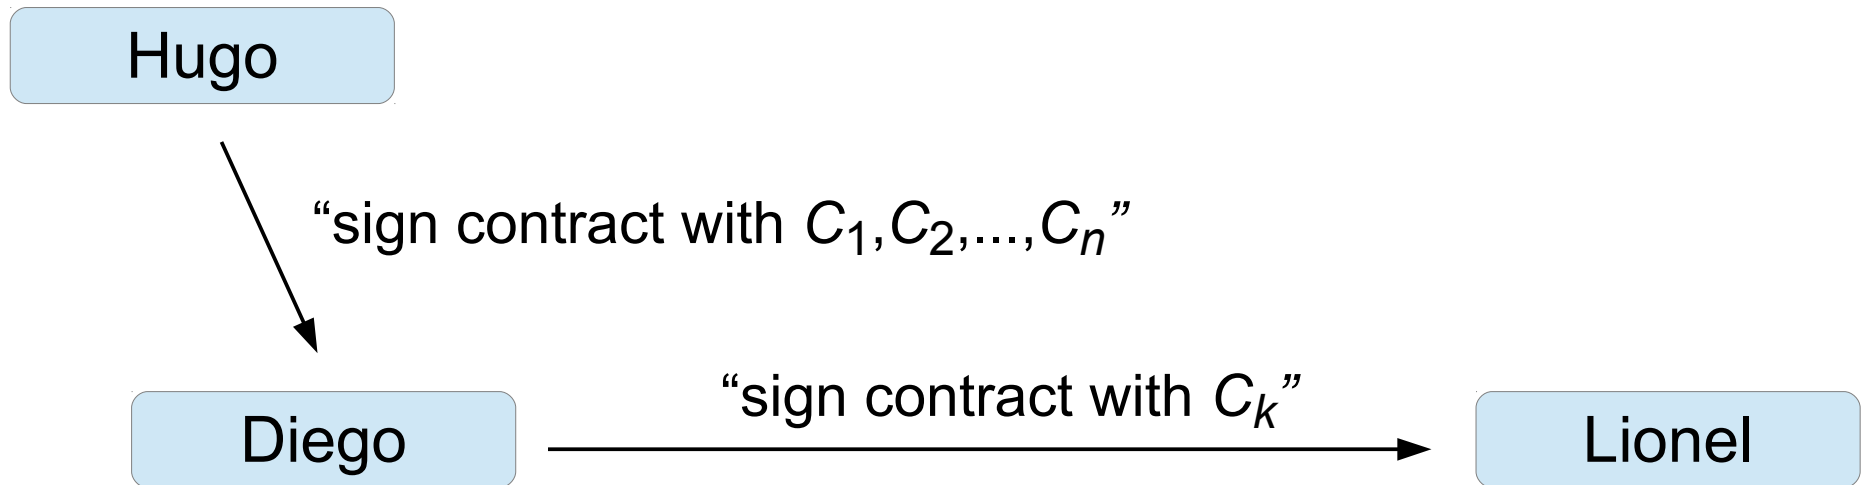 Hugo
“sign contract with C1,C2,...,Cn”
“sign contract with Ck”
Diego
Lionel